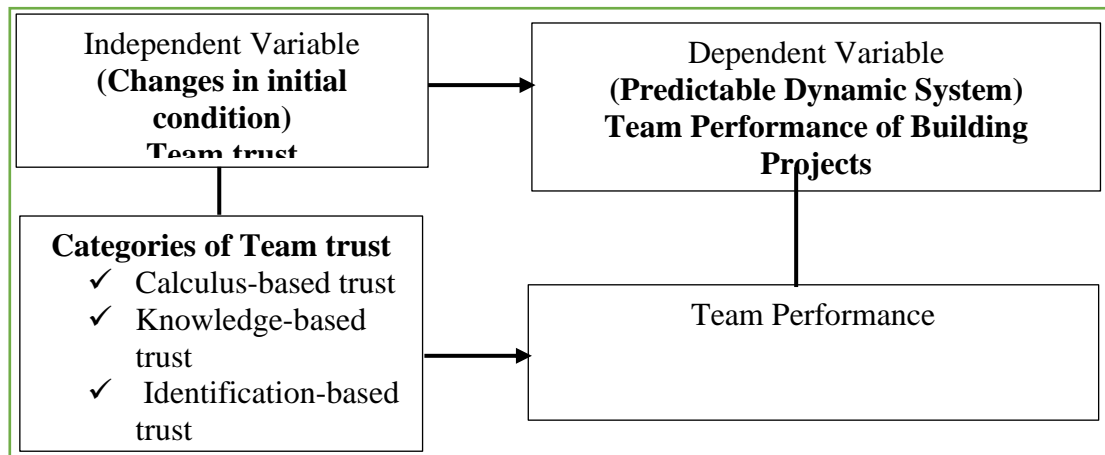 Independent Variable
(Changes in initial
condition)
Team trust
Dependent Variable
(Predictable Dynamic System)
Team Performance of Building
Projects
Categories of Team trust
✓ Calculus-based trust
✓ Knowledge-based
trust
✓ Identification-based
trust
Team Performance